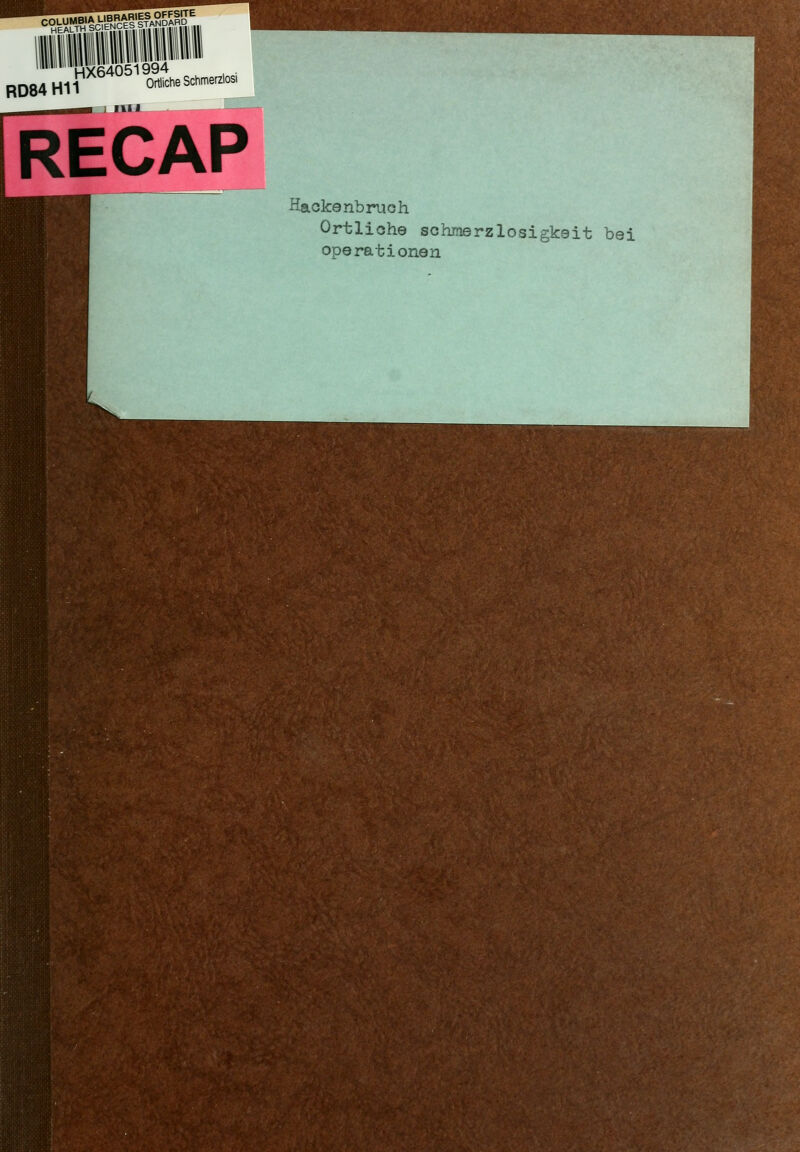 COLUMBIA LIBRARIES OFFSITE
HEALTH SCIENCES STANDARD
HX64051994
RD84 H11 Ortliche Schmerzlosi
RECAP
Hackenbruch
Ortliche schmerzlosigkeit bei
operationen